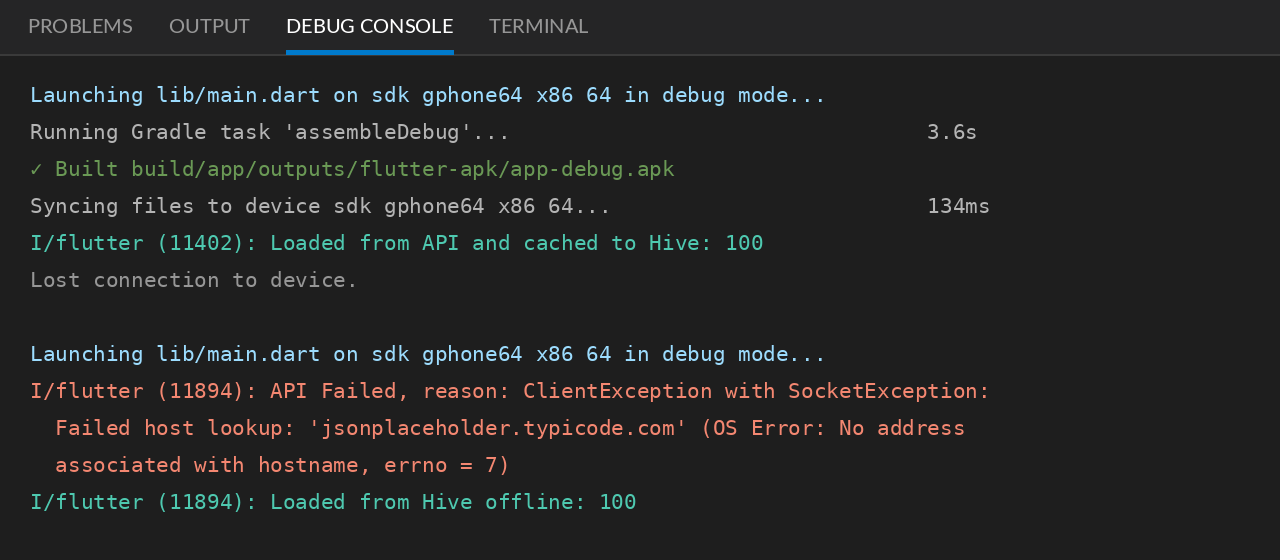 PROBLEMS OUTPUT DEBUG CONSOLE TERMINAL
Launching lib/main.dart on sdk gphone64 x86 64 in debug mode...
Running Gradle task 'assembleDebug'... 3.6s
✓ Built build/app/outputs/flutter-apk/app-debug.apk
Syncing files to device sdk gphone64 x86 64... 134ms
I/flutter (11402): Loaded from API and cached to Hive: 100
Lost connection to device.
Launching lib/main.dart on sdk gphone64 x86 64 in debug mode...
I/flutter (11894): API Failed, reason: ClientException with SocketException:
Failed host lookup: 'jsonplaceholder.typicode.com' (OS Error: No address
associated with hostname, errno = 7)
I/flutter (11894): Loaded from Hive offline: 100